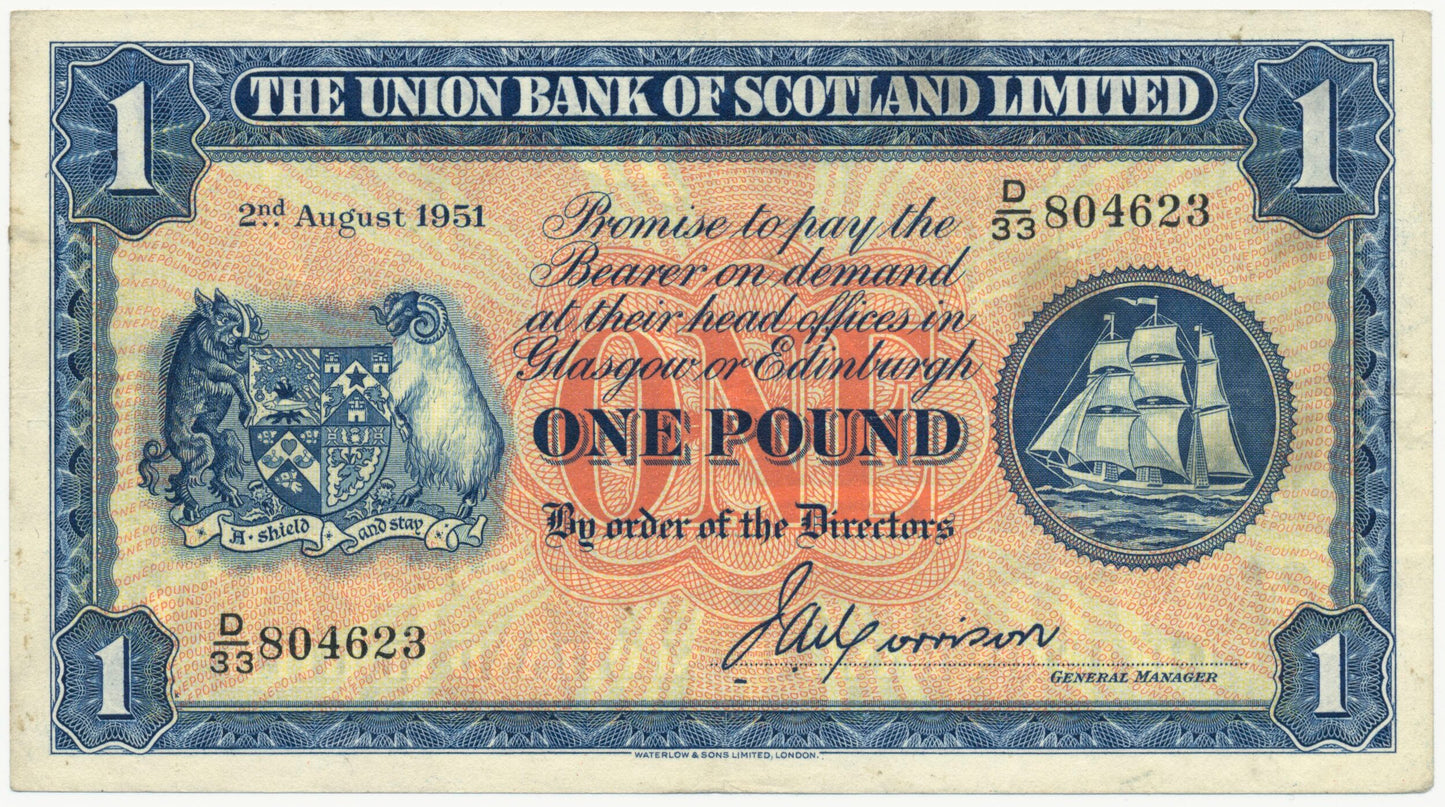 1
THE UNION BANK OF SCOTLAND LIMITED
1
2nd August 1951
D/33 804623
Promise to pay the
Bearer on demand
at their head offices in
Glasgow or Edinburgh
ONE
ONE POUND
By order of the Directors
A · shield and stay
D/33 804623
GENERAL MANAGER
1
1
WATERLOW & SONS LIMITED, LONDON.